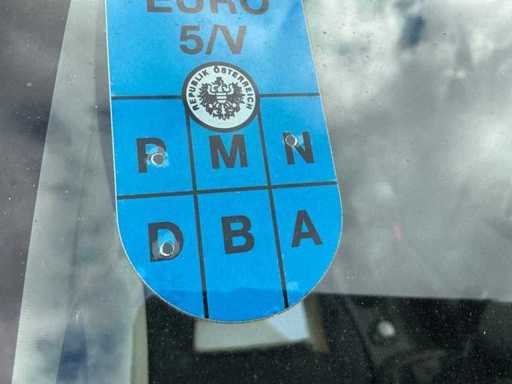 EURO
5/V
REPUBLIK ÖSTERREICH
P M N
D B A